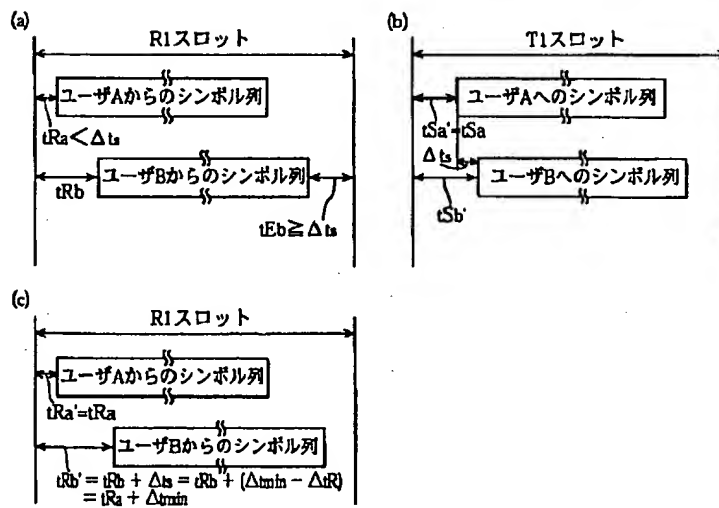 (a)
R1スロット
ユーザAからのシンボル列
tRa<Δts
ユーザBからのシンボル列
tRb
tEb≧Δts
(b)
T1スロット
ユーザAへのシンボル列
tSa'=tSa
Δts
ユーザBへのシンボル列
tSb'
(c)
R1スロット
ユーザAからのシンボル列
tRa'=tRa
ユーザBからのシンボル列
tRb'= tRb + Δts = tRb + (Δtmin − ΔtR)
= tRa + Δtmin